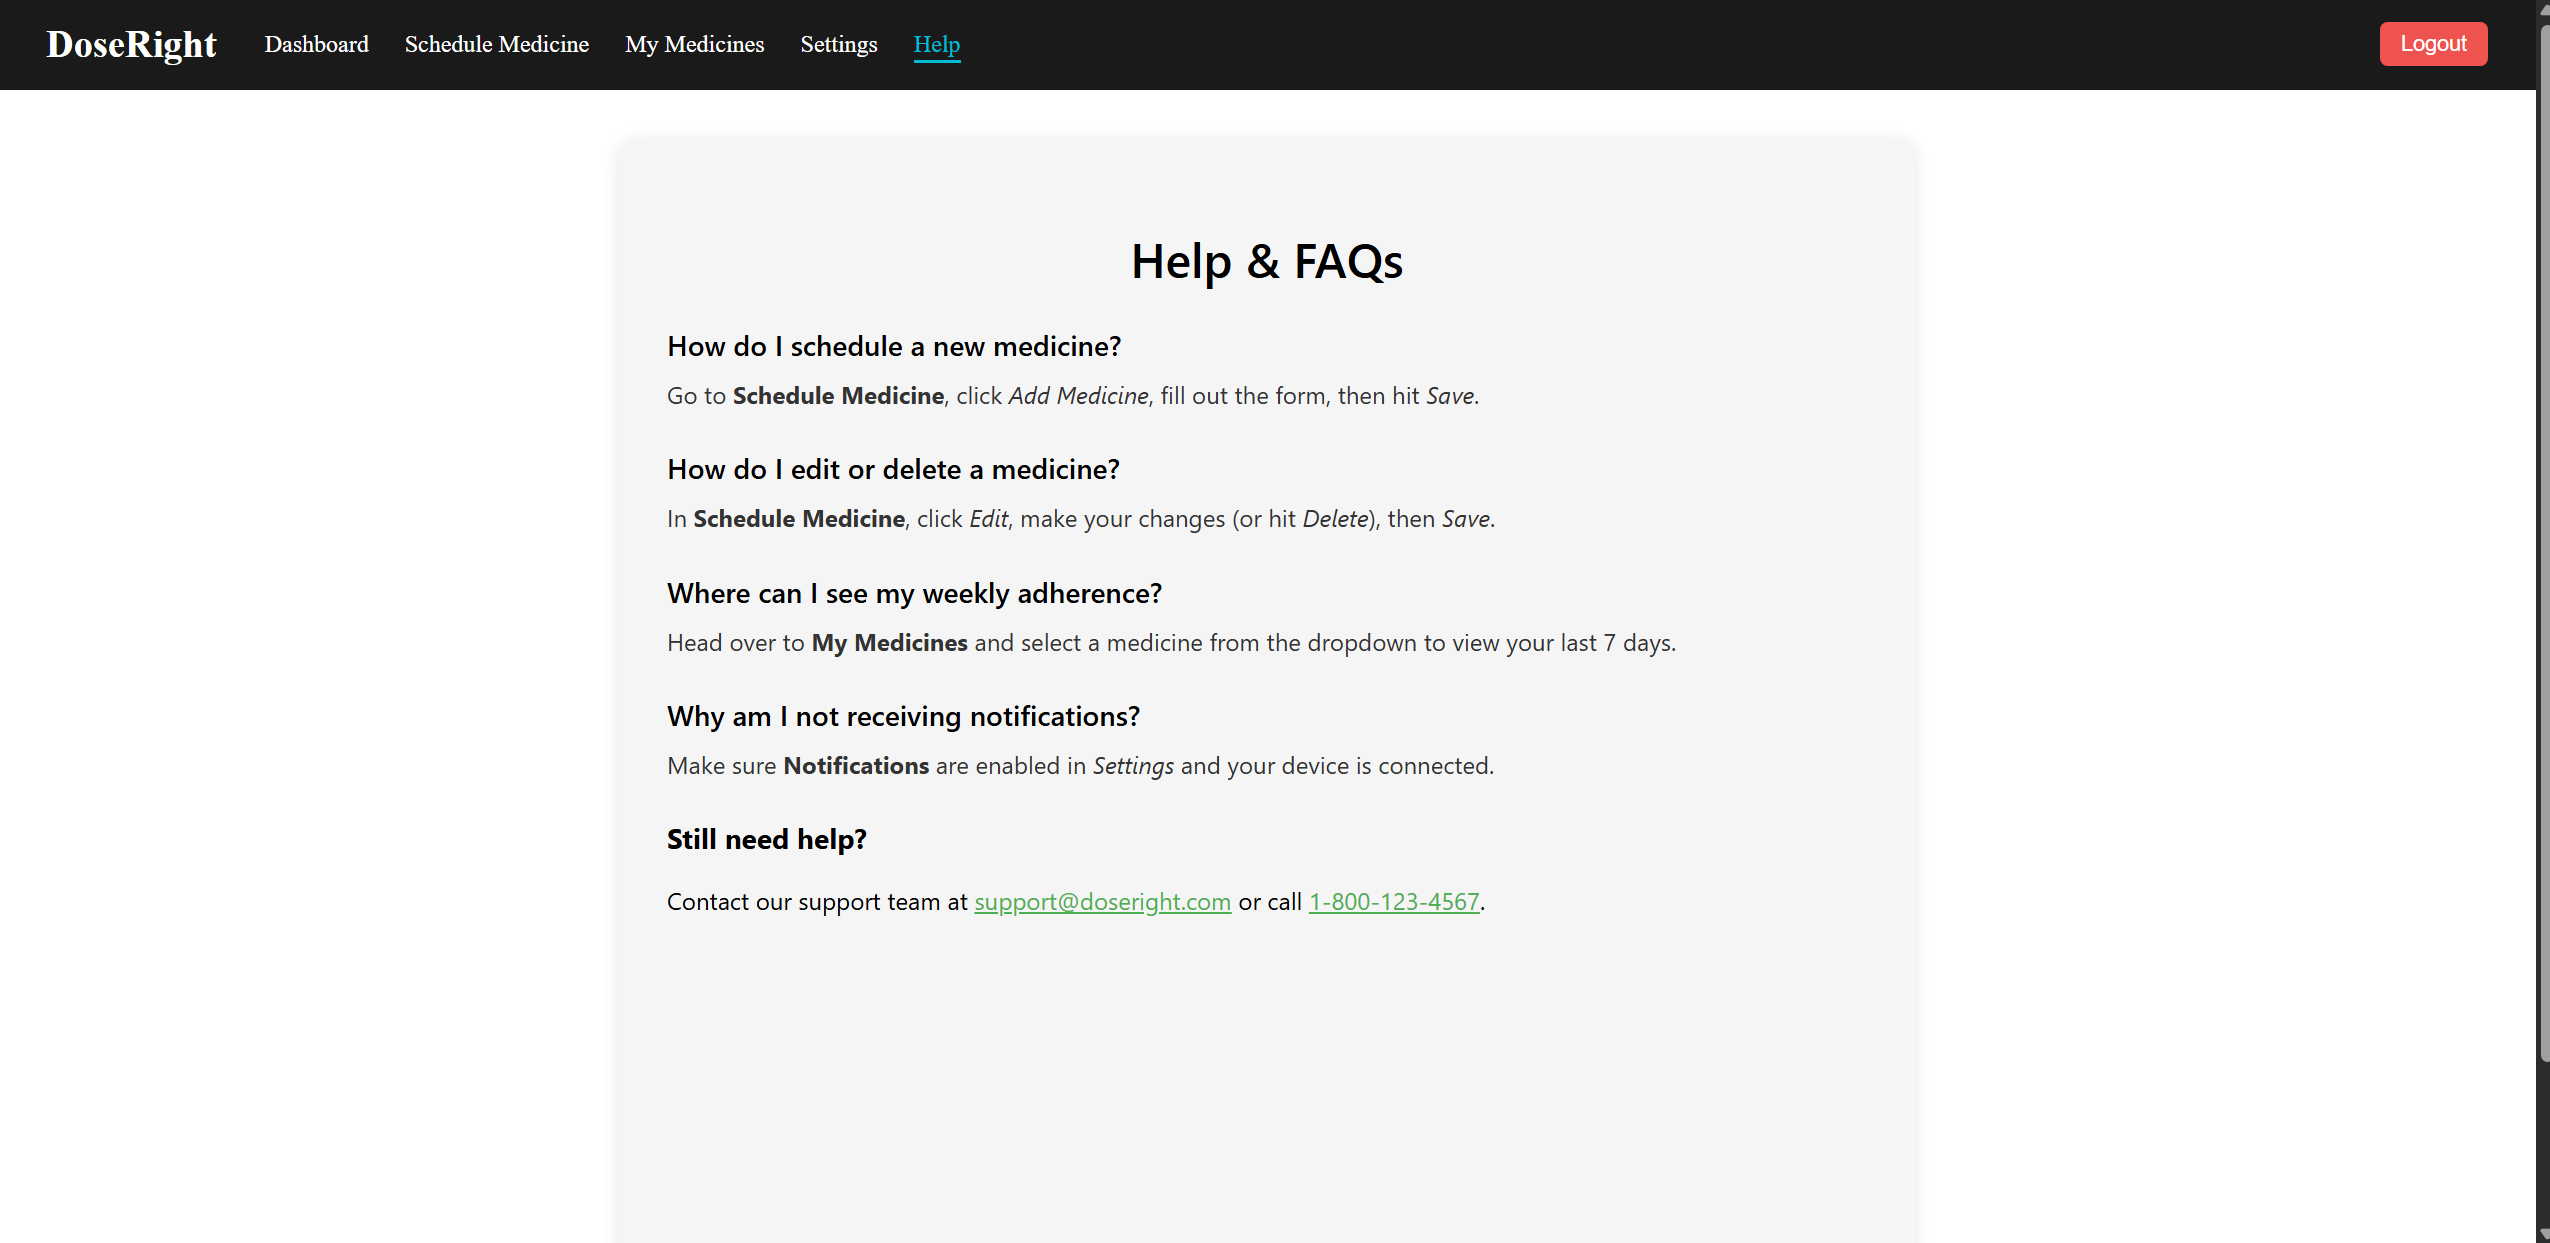 DoseRight Dashboard Schedule Medicine My Medicines Settings Help Logout
Help & FAQs
How do I schedule a new medicine?
Go to Schedule Medicine, click Add Medicine, fill out the form, then hit Save.
How do I edit or delete a medicine?
In Schedule Medicine, click Edit, make your changes (or hit Delete), then Save.
Where can I see my weekly adherence?
Head over to My Medicines and select a medicine from the dropdown to view your last 7 days.
Why am I not receiving notifications?
Make sure Notifications are enabled in Settings and your device is connected.
Still need help?
Contact our support team at support@doseright.com or call 1-800-123-4567.